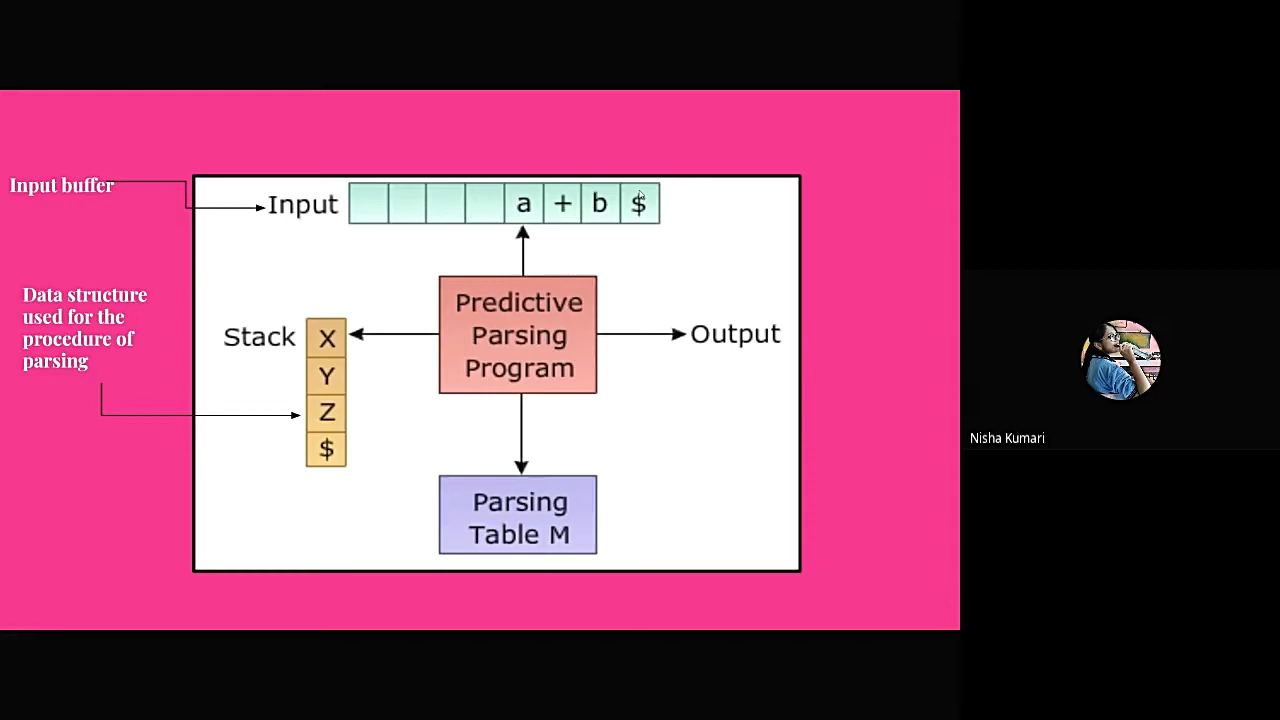 Input buffer
Input a + b $
Data structure
used for the
procedure of
parsing
Stack
X
Y
Z
$
Predictive
Parsing
Program
Output
Parsing
Table M
Nisha Kumari